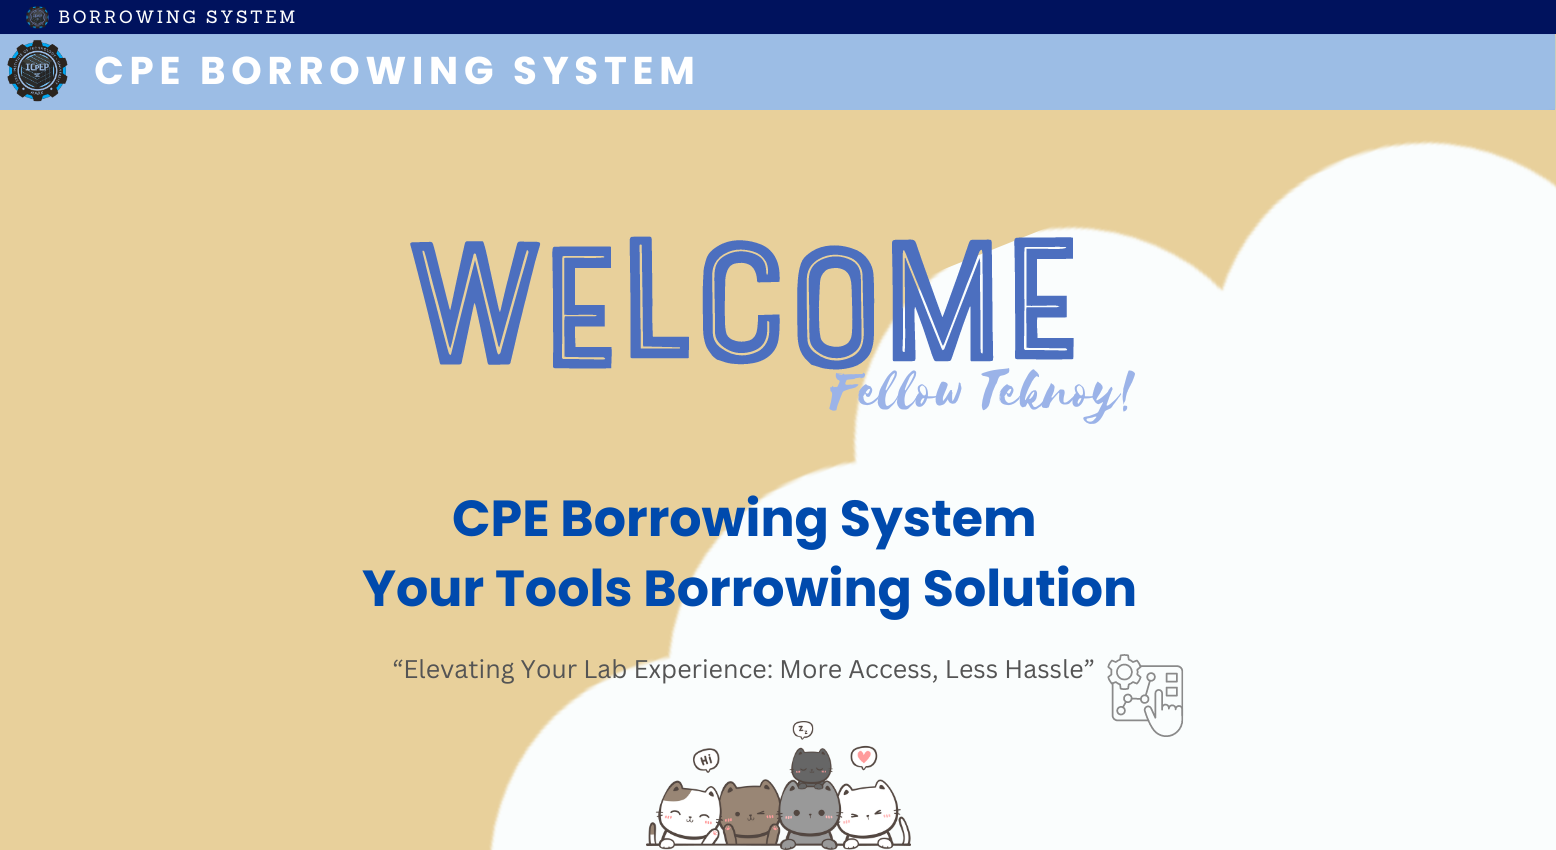 BORROWING SYSTEM
ICpEP
CPE BORROWING SYSTEM
WELCOME
Fellow Teknoy!
CPE Borrowing System
Your Tools Borrowing Solution
“Elevating Your Lab Experience: More Access, Less Hassle”
z z
Hi